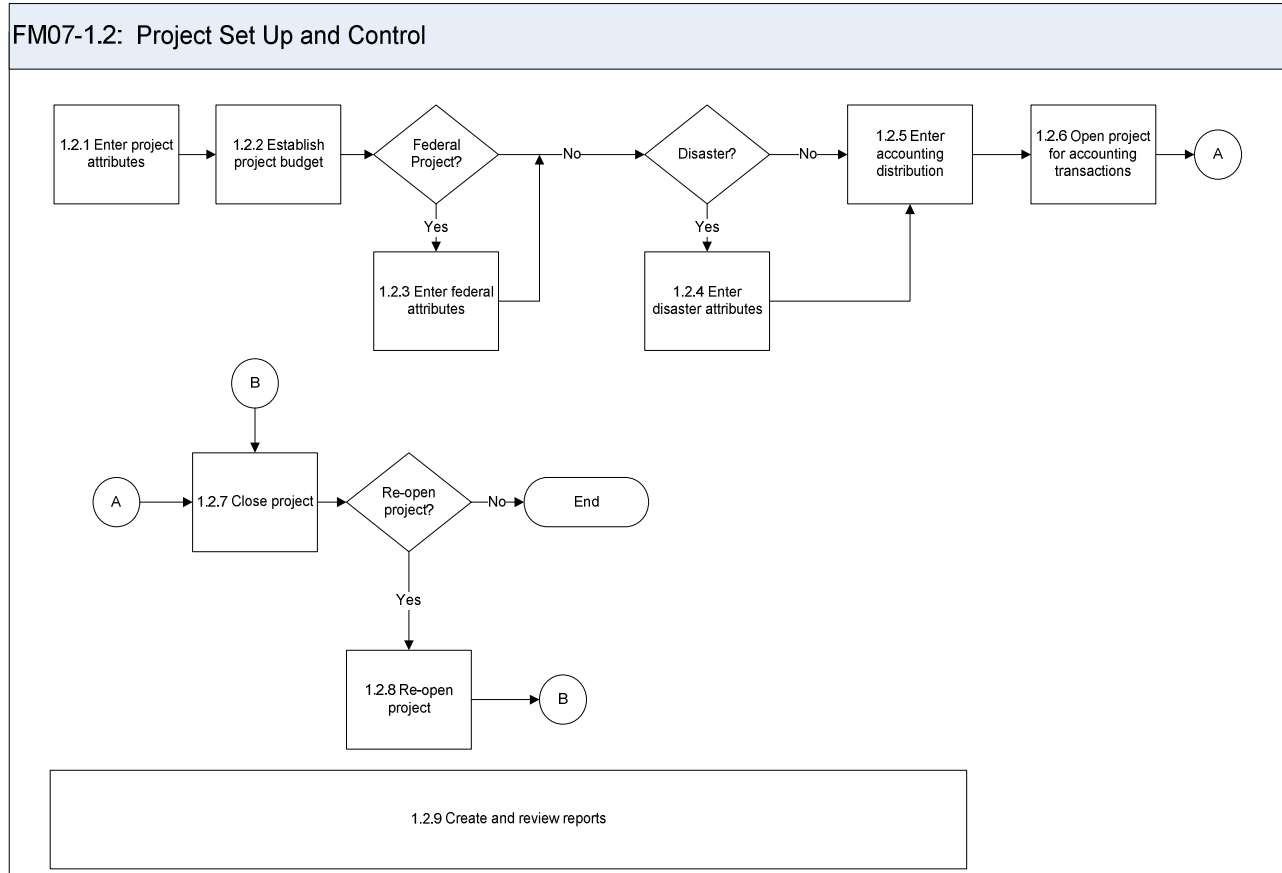 FM07-1.2: Project Set Up and Control
1.2.1 Enter project
attributes
1.2.2 Establish
project budget
Federal
Project?
No
Disaster?
No
1.2.5 Enter
accounting
distribution
1.2.6 Open project
for accounting
transactions
A
Yes
Yes
1.2.3 Enter federal
attributes
1.2.4 Enter
disaster attributes
B
A
1.2.7 Close project
Re-open
project?
No
End
Yes
1.2.8 Re-open
project
B
1.2.9 Create and review reports